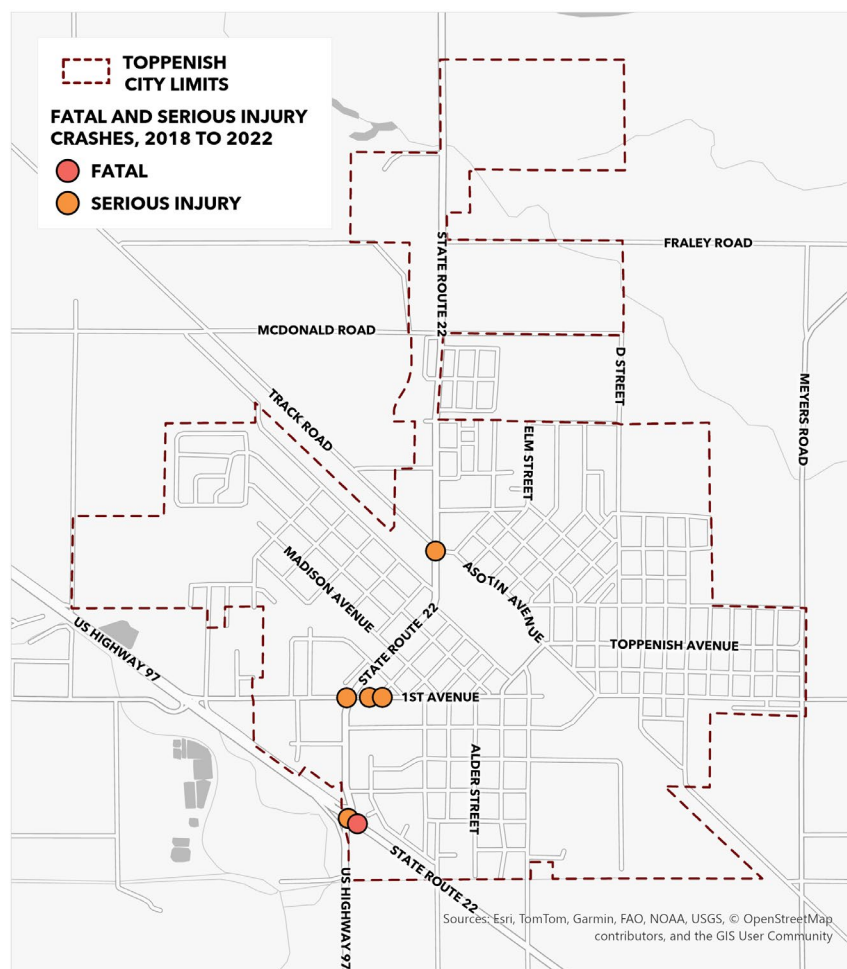 TOPPENISH
CITY LIMITS
FATAL AND SERIOUS INJURY
CRASHES, 2018 TO 2022
FATAL
SERIOUS INJURY
STATE ROUTE 22
FRALEY ROAD
MCDONALD ROAD
D STREET
MEYERS ROAD
TRACK ROAD
ELM STREET
MADISON AVENUE
ASOTIN AVENUE
US HIGHWAY 97
STATE ROUTE 22
TOPPENISH AVENUE
1ST AVENUE
ALDER STREET
STATE ROUTE 22
US HIGHWAY 97
Sources: Esri, TomTom, Garmin, FAO, NOAA, USGS, © OpenStreetMap
contributors, and the GIS User Community